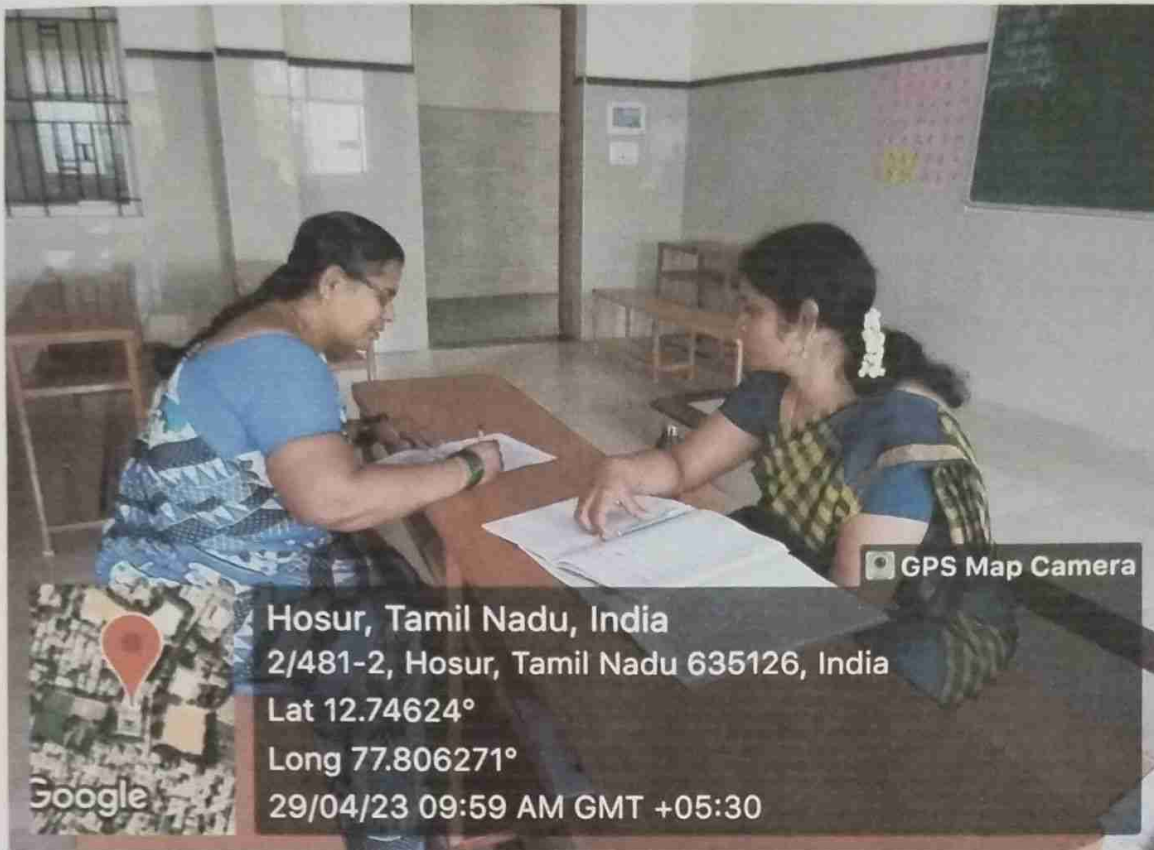 GPS Map Camera
Hosur, Tamil Nadu, India
2/481-2, Hosur, Tamil Nadu 635126, India
Lat 12.74624°
Long 77.806271°
29/04/23 09:59 AM GMT +05:30
Google